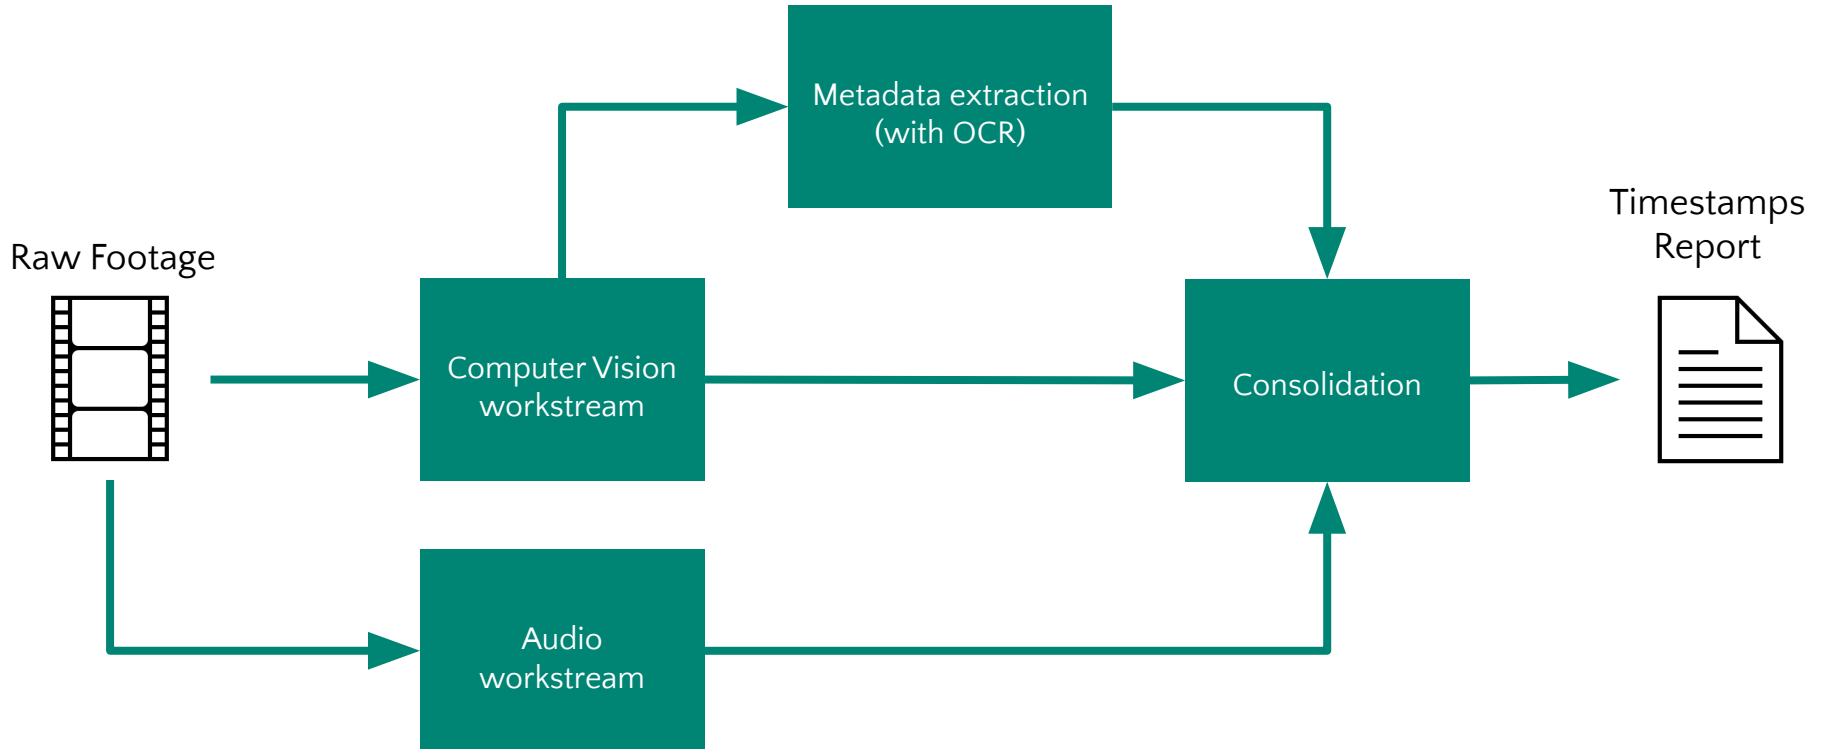 Raw Footage
Computer Vision
workstream
Audio
workstream
Metadata extraction
(with OCR)
Consolidation
Timestamps
Report